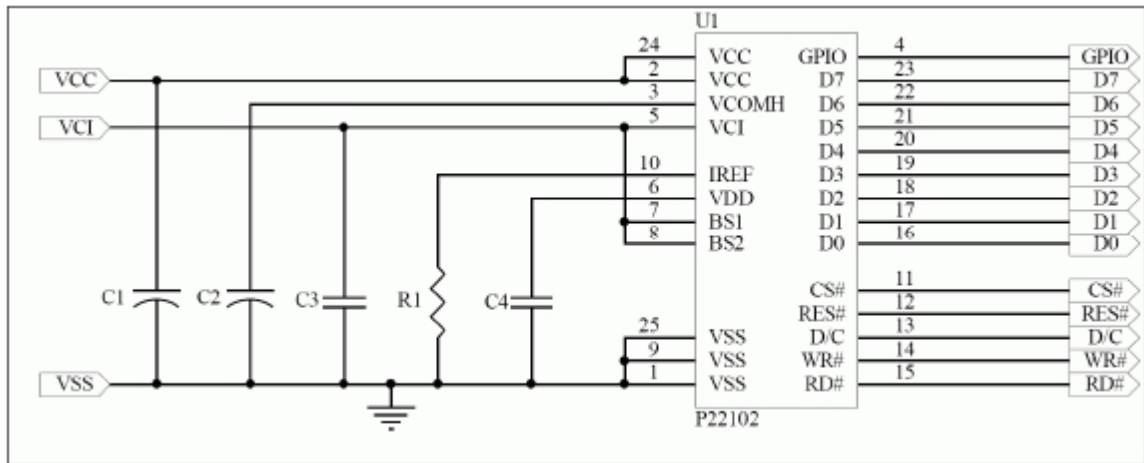 U1
24 VCC GPIO 4 GPIO
VCC 2 VCC D7 23 D7
3 VCOMH D6 22 D6
VCI 5 VCI D5 21 D5
D4 20 D4
10 IREF D3 19 D3
6 VDD D2 18 D2
7 BS1 D1 17 D1
8 BS2 D0 16 D0
C1 C2 C3 R1 C4 CS# 11 CS#
RES# 12 RES#
25 VSS D/C 13 D/C
9 VSS WR# 14 WR#
VSS 1 VSS RD# 15 RD#
P22102